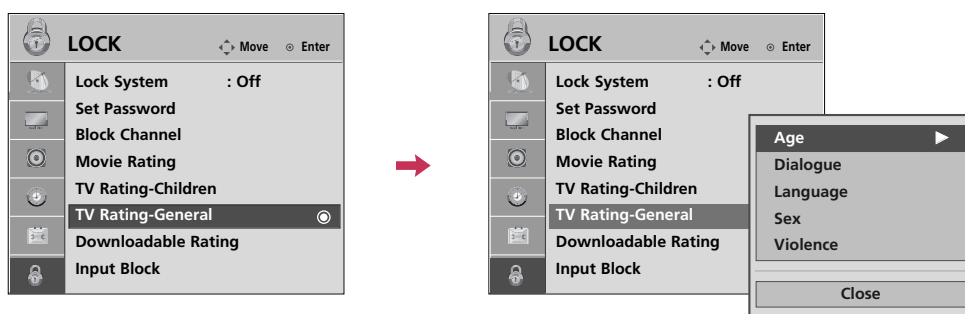 LOCK
Move Enter
Lock System : Off
Set Password
Block Channel
Movie Rating
TV Rating-Children
TV Rating-General
Downloadable Rating
Input Block
LOCK
Move Enter
Lock System : Off
Set Password
Block Channel
Movie Rating
TV Rating-Children
TV Rating-General
Downloadable Rating
Input Block
Age
Dialogue
Language
Sex
Violence
Close